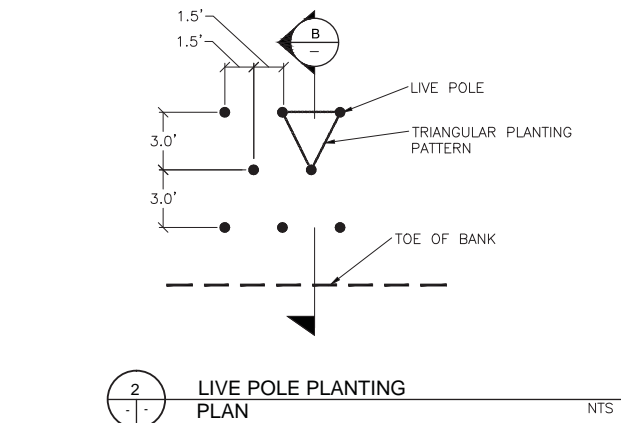 1.5'
1.5'
B
-
LIVE POLE
TRIANGULAR PLANTING
PATTERN
3.0'
3.0'
TOE OF BANK
2
- -
LIVE POLE PLANTING
PLAN
NTS